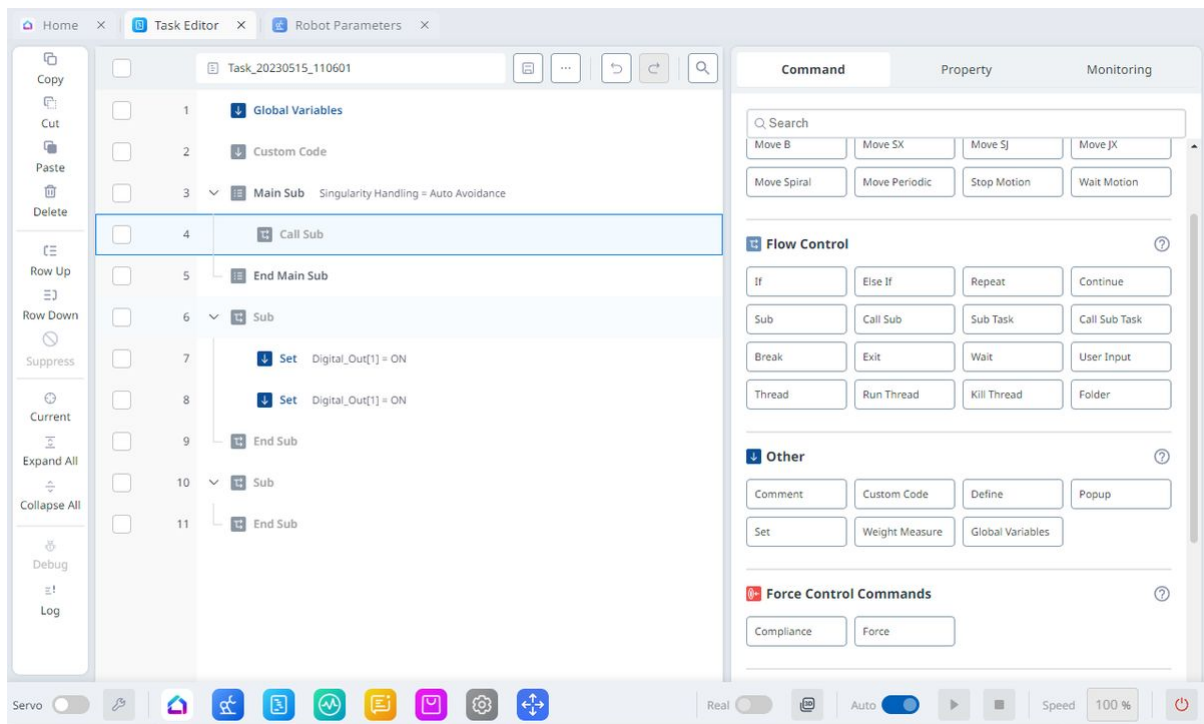 Home Task Editor Robot Parameters
Copy
Cut
Paste
Delete
Row Up
Row Down
Suppress
Current
Expand All
Collapse All
Debug
Log
Task_20230515_110601
1 Global Variables
2 Custom Code
3 Main Sub Singularity Handling = Auto Avoidance
4 Call Sub
5 End Main Sub
6 Sub
7 Set Digital_Out[1] = ON
8 Set Digital_Out[1] = ON
9 End Sub
10 Sub
11 End Sub
Command Property Monitoring
Search
Move B Move SX Move SJ Move JX
Move Spiral Move Periodic Stop Motion Wait Motion
Flow Control
If Else If Repeat Continue
Sub Call Sub Sub Task Call Sub Task
Break Exit Wait User Input
Thread Run Thread Kill Thread Folder
Other
Comment Custom Code Define Popup
Set Weight Measure Global Variables
Force Control Commands
Compliance Force
Servo Real 3D Auto Speed 100 %